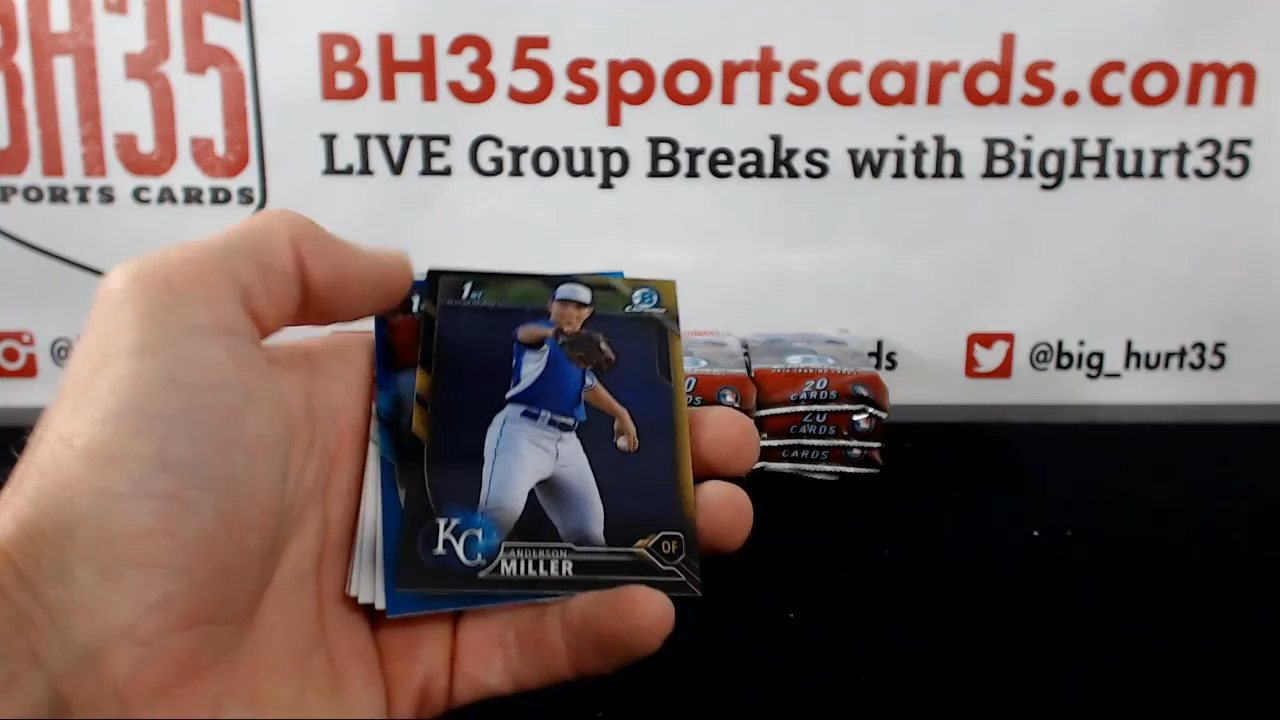 BH35
PORTS CARDS
BH35sportscards.com
LIVE Group Breaks with BigHurt35
@
ds
@big_hurt35
1st
KC
ANDERSON
MILLER
OF
20
CARDS
20
CARDS
CARDS